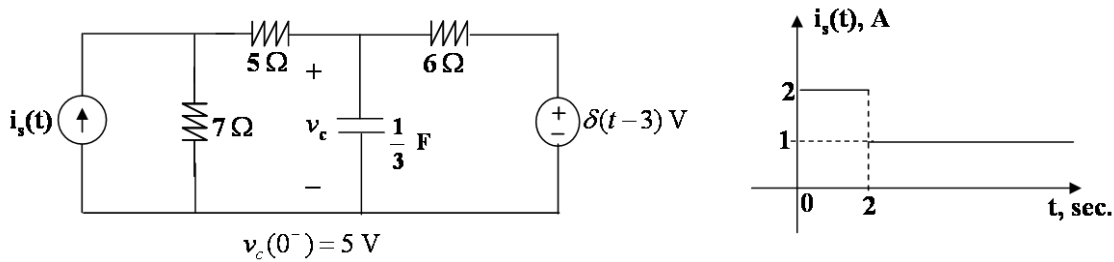 i_s(t), A
5 Ω
6 Ω
+
i_s(t)
7 Ω
v_c
1/3 F
+
−
δ(t−3) V
−
v_c(0⁻) = 5 V
2
1
0
2
t, sec.